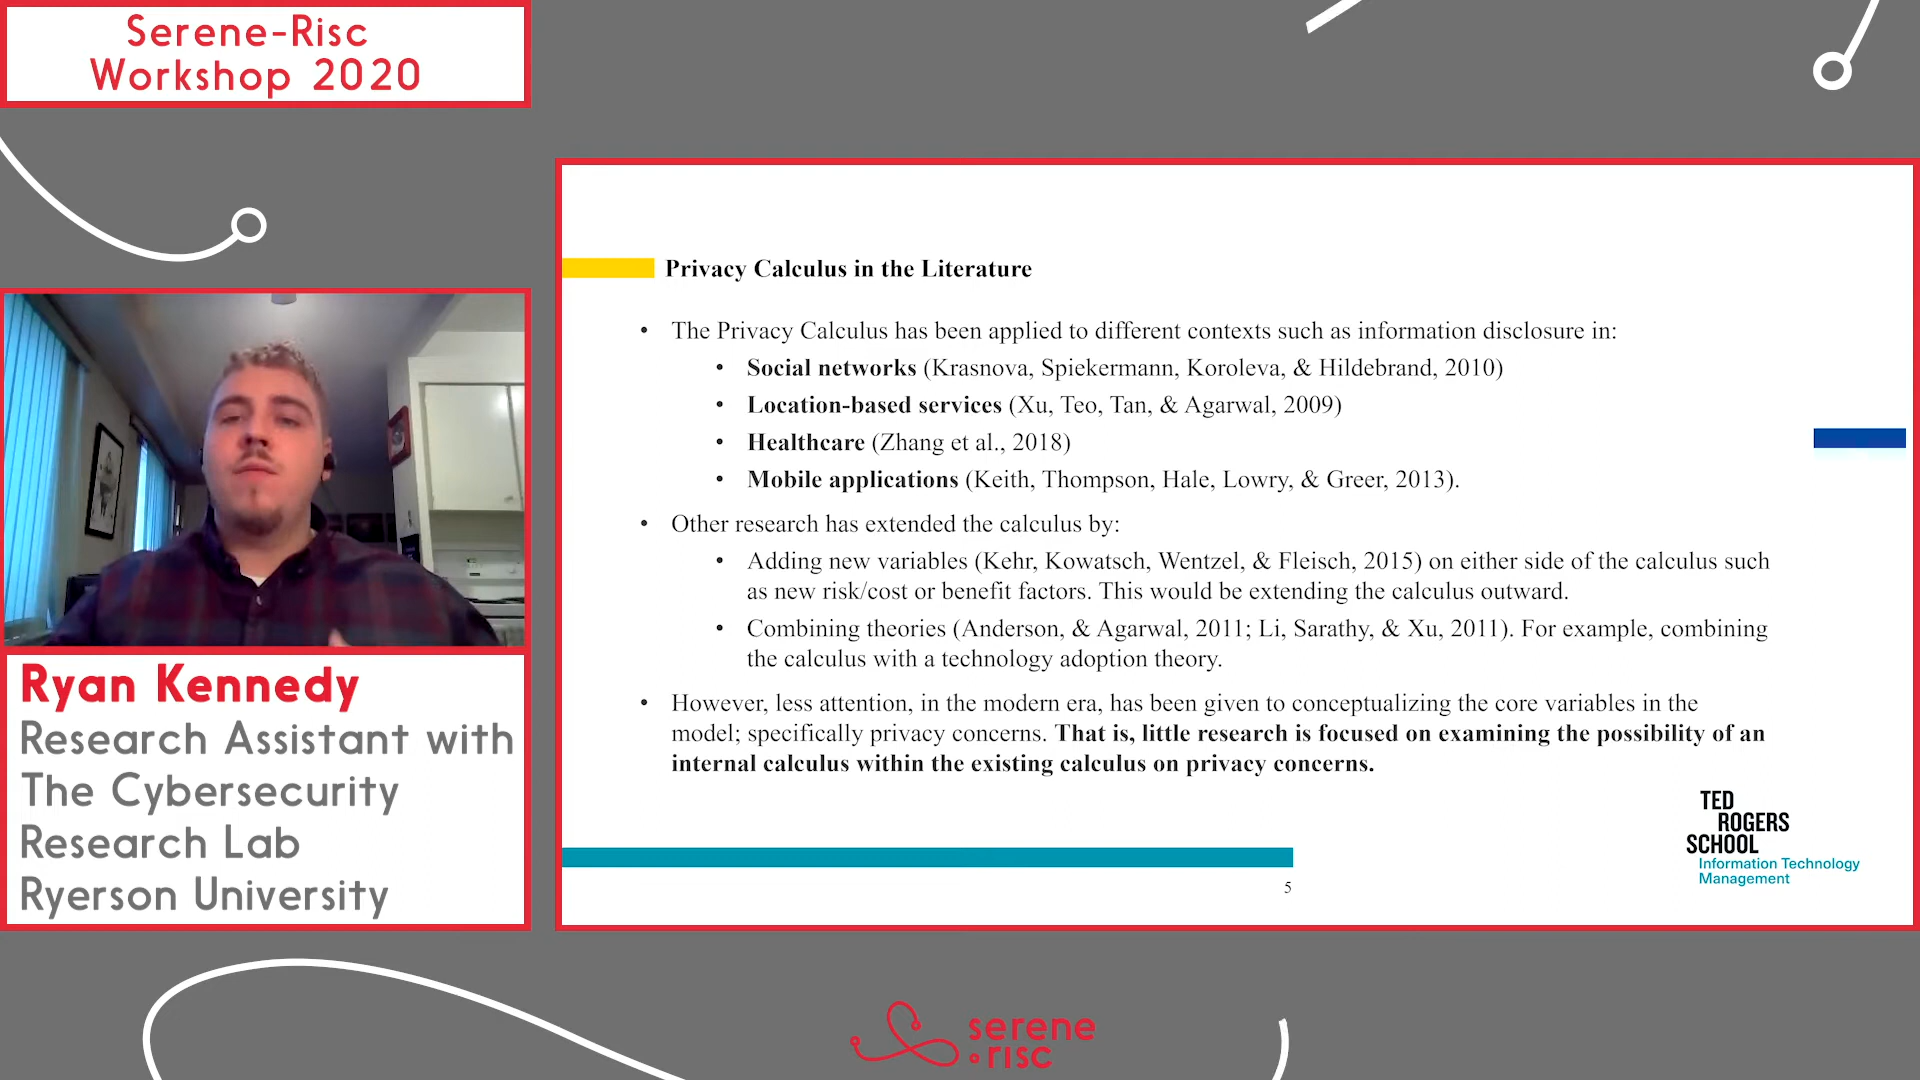 Serene-Risc
Workshop 2020
Privacy Calculus in the Literature
• The Privacy Calculus has been applied to different contexts such as information disclosure in:
• Social networks (Krasnova, Spiekermann, Koroleva, & Hildebrand, 2010)
• Location-based services (Xu, Teo, Tan, & Agarwal, 2009)
• Healthcare (Zhang et al., 2018)
• Mobile applications (Keith, Thompson, Hale, Lowry, & Greer, 2013).
• Other research has extended the calculus by:
• Adding new variables (Kehr, Kowatsch, Wentzel, & Fleisch, 2015) on either side of the calculus such
as new risk/cost or benefit factors. This would be extending the calculus outward.
• Combining theories (Anderson, & Agarwal, 2011; Li, Sarathy, & Xu, 2011). For example, combining
the calculus with a technology adoption theory.
• However, less attention, in the modern era, has been given to conceptualizing the core variables in the
model; specifically privacy concerns. That is, little research is focused on examining the possibility of an
internal calculus within the existing calculus on privacy concerns.
TED
ROGERS
SCHOOL
Information Technology
Management
5
Ryan Kennedy
Research Assistant with
The Cybersecurity
Research Lab
Ryerson University
serene
risc